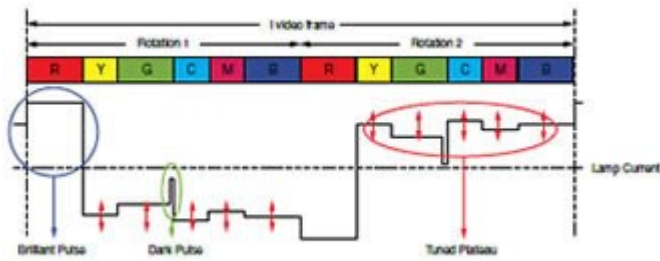 1 video frame
Rotation 1 Rotation 2
R Y G C M B R Y G C M B
Lamp Current
Brilliant Pulse Dark Pulse Tuned Plateau